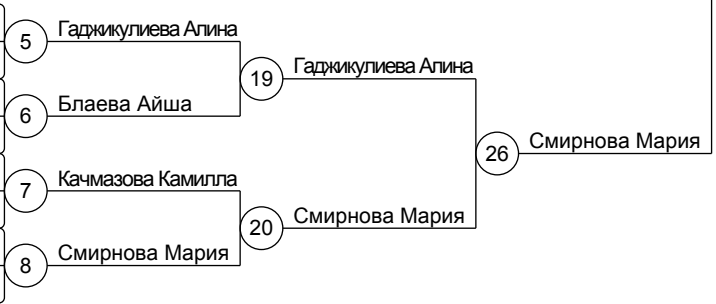 5 Гаджикулиева Алина
19 Гаджикулиева Алина
6 Блаева Айша
26 Смирнова Мария
7 Качмазова Камилла
20 Смирнова Мария
8 Смирнова Мария